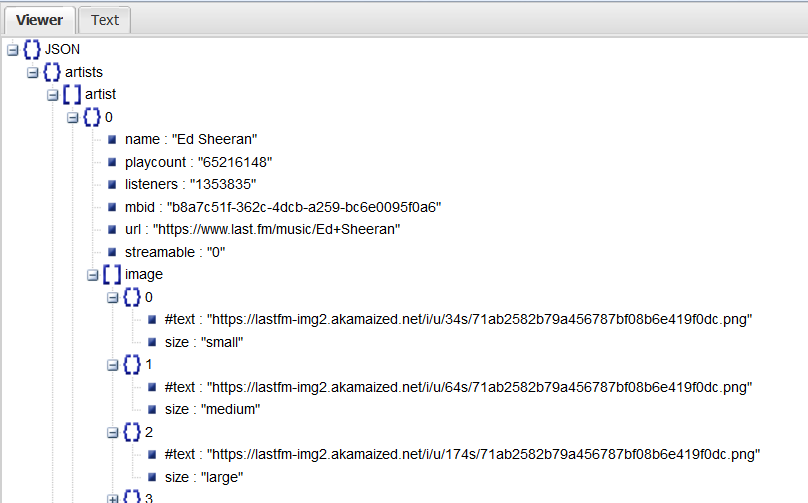 Viewer Text
JSON
artists
artist
0
name : "Ed Sheeran"
playcount : "65216148"
listeners : "1353835"
mbid : "b8a7c51f-362c-4dcb-a259-bc6e0095f0a6"
url : "https://www.last.fm/music/Ed+Sheeran"
streamable : "0"
image
0
#text : "https://lastfm-img2.akamaized.net/i/u/34s/71ab2582b79a456787bf08b6e419f0dc.png"
size : "small"
1
#text : "https://lastfm-img2.akamaized.net/i/u/64s/71ab2582b79a456787bf08b6e419f0dc.png"
size : "medium"
2
#text : "https://lastfm-img2.akamaized.net/i/u/174s/71ab2582b79a456787bf08b6e419f0dc.png"
size : "large"
3